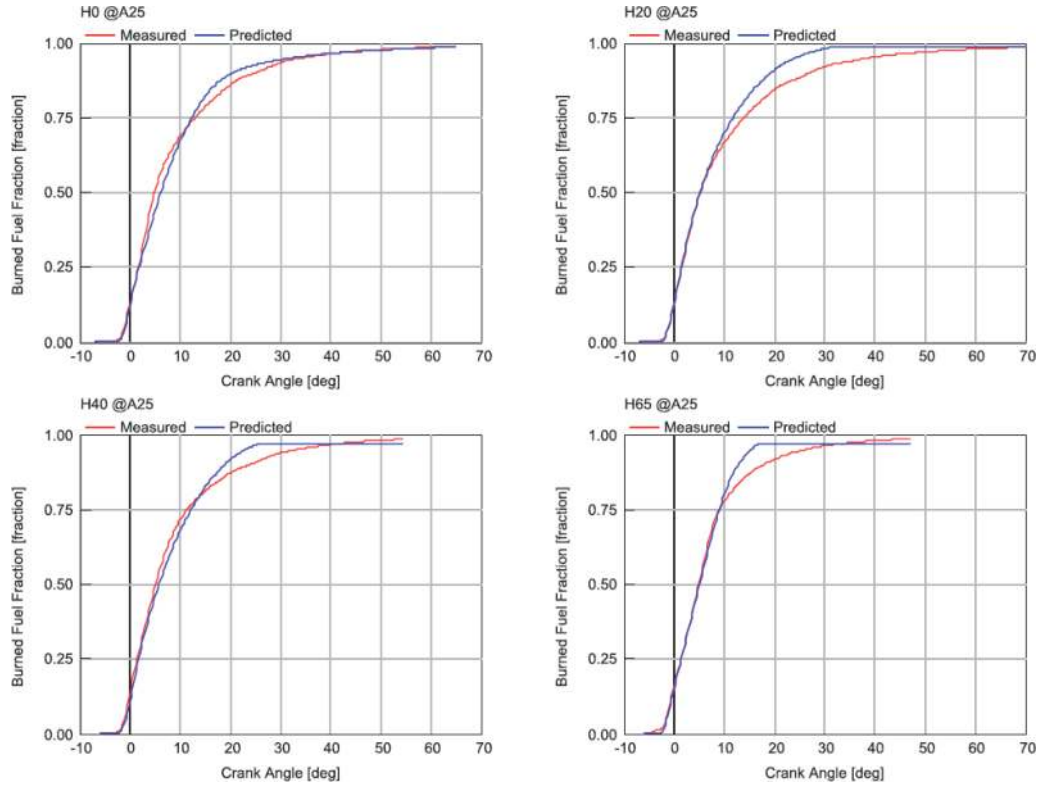 H0 @A25
Measured Predicted
1.00
0.75
0.50
0.25
0.00
Burned Fuel Fraction [fraction]
-10 0 10 20 30 40 50 60 70
Crank Angle [deg]
H20 @A25
Measured Predicted
1.00
0.75
0.50
0.25
0.00
Burned Fuel Fraction [fraction]
-10 0 10 20 30 40 50 60 70
Crank Angle [deg]
H40 @A25
Measured Predicted
1.00
0.75
0.50
0.25
0.00
Burned Fuel Fraction [fraction]
-10 0 10 20 30 40 50 60 70
Crank Angle [deg]
H65 @A25
Measured Predicted
1.00
0.75
0.50
0.25
0.00
Burned Fuel Fraction [fraction]
-10 0 10 20 30 40 50 60 70
Crank Angle [deg]